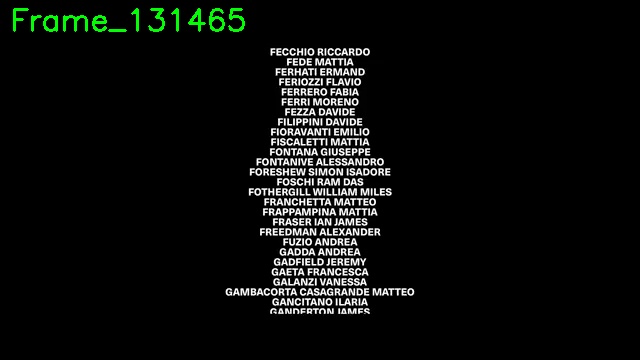 Frame_131465
FECCHIO RICCARDO
FEDE MATTIA
FERHATI ERMAND
FERIOZZI FLAVIO
FERRERO FABIA
FERRI MORENO
FEZZA DAVIDE
FILIPPINI DAVIDE
FIORAVANTI EMILIO
FISCALETTI MATTIA
FONTANA GIUSEPPE
FONTANIVE ALESSANDRO
FORESHEW SIMON ISADORE
FOSCHI RAM DAS
FOTHERGILL WILLIAM MILES
FRANCHETTA MATTEO
FRAPPAMPINA MATTIA
FRASER IAN JAMES
FREEDMAN ALEXANDER
FUZIO ANDREA
GADDA ANDREA
GADFIELD JEREMY
GAETA FRANCESCA
GALANZI VANESSA
GAMBACORTA CASAGRANDE MATTEO
GANCITANO ILARIA
GANDERTON JAMES